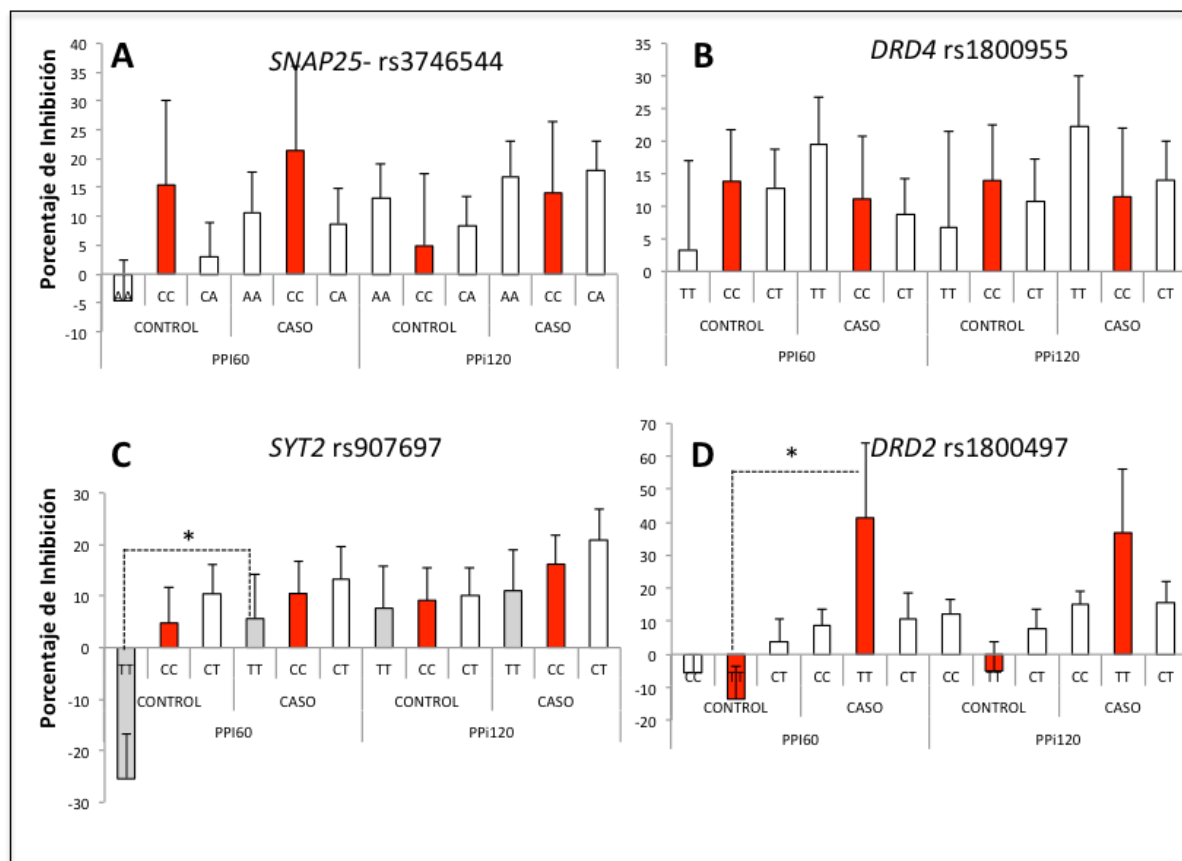 A
SNAP25- rs3746544
Porcentaje de Inhibición
40
35
30
25
20
15
10
5
0
-5
-10
AA CC CA AA CC CA AA CC CA AA CC CA
CONTROL CASO CONTROL CASO
PPI60 PPi120
B
DRD4 rs1800955
35
30
25
20
15
10
5
0
TT CC CT TT CC CT TT CC CT TT CC CT
CONTROL CASO CONTROL CASO
PPI60 PPi120
C
SYT2 rs907697
Porcentaje de Inhibición
30
20
10
0
-10
-20
-30
*
TT CC CT TT CC CT TT CC CT TT CC CT
CONTROL CASO CONTROL CASO
PPI60 PPi120
D
DRD2 rs1800497
70
60
50
40
30
20
10
0
-10
-20
*
CC TT CT CC TT CT CC TT CT CC TT CT
CONTROL CASO CONTROL CASO
PPI60 PPi120